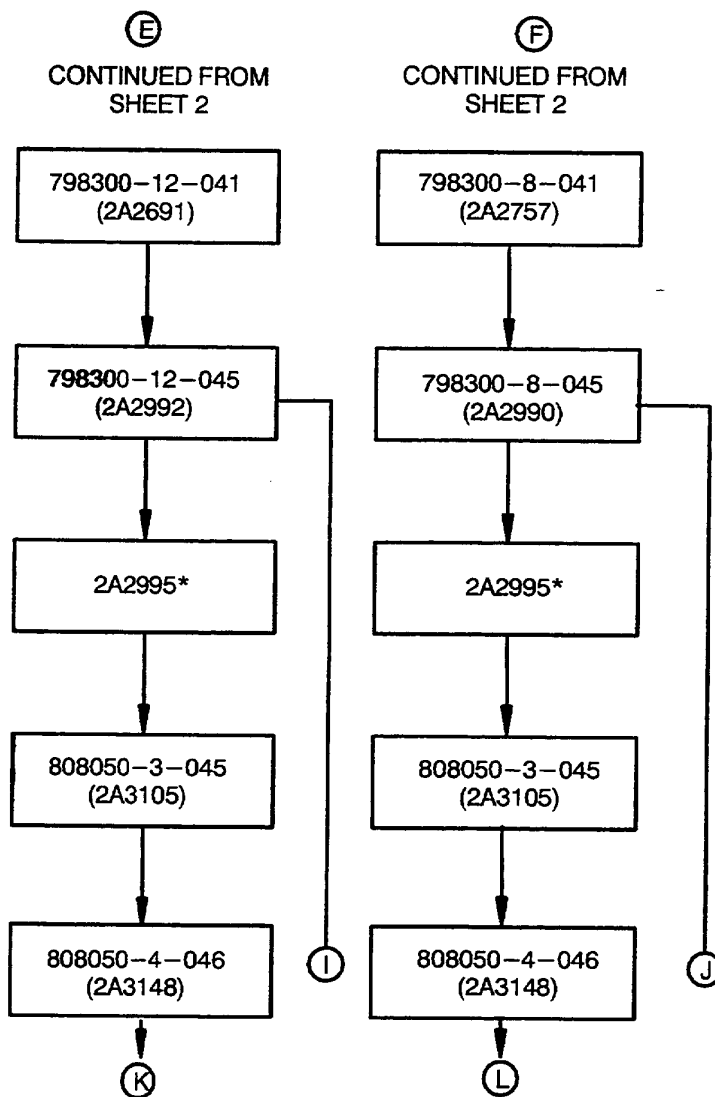 E
CONTINUED FROM
SHEET 2
798300-12-041
(2A2691)
798300-12-045
(2A2992)
2A2995*
808050-3-045
(2A3105)
808050-4-046
(2A3148)
I
K
F
CONTINUED FROM
SHEET 2
798300-8-041
(2A2757)
798300-8-045
(2A2990)
2A2995*
808050-3-045
(2A3105)
808050-4-046
(2A3148)
J
L